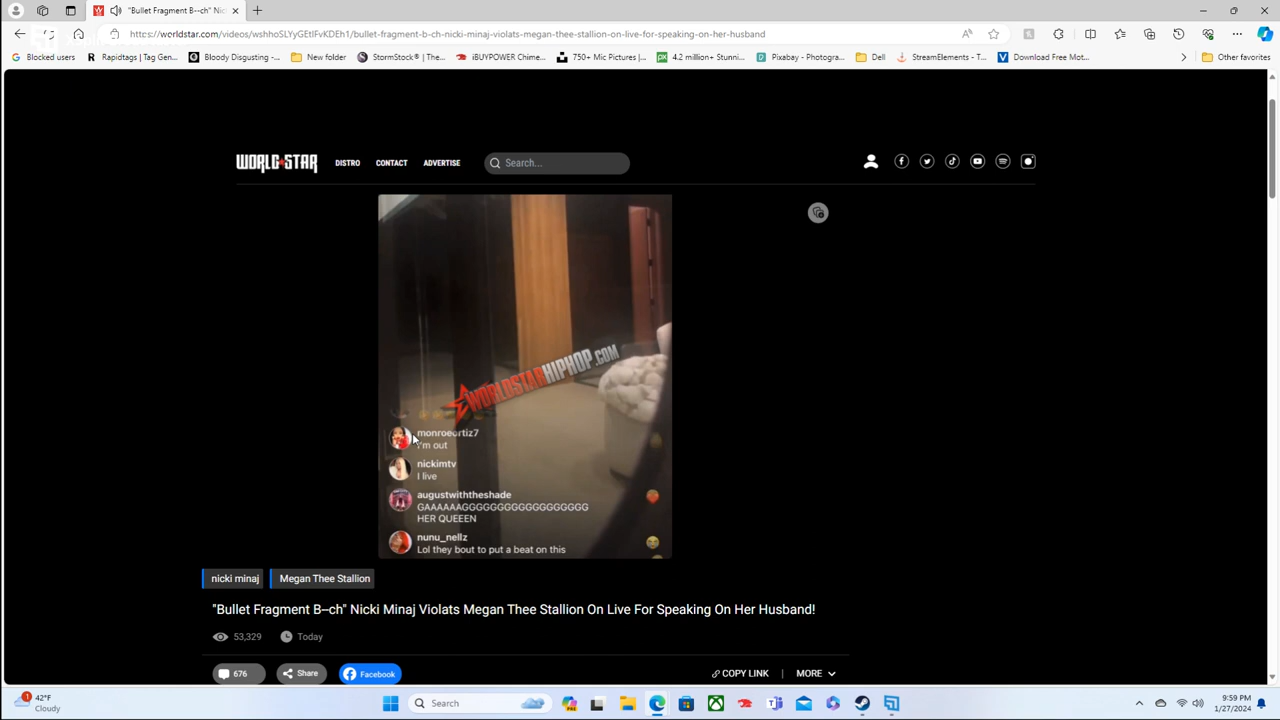 "Bullet Fragment B--ch" Nic
https://worldstar.com/videos/wshhoSLYyGEtIFvKDEh1/bullet-fragment-b-ch-nicki-minaj-violats-megan-thee-stallion-on-live-for-speaking-on-her-husband
Blocked users
Rapidtags | Tag Gen...
Bloody Disgusting -...
New folder
StormStock® | The...
iBUYPOWER Chime...
750+ Mic Pictures |...
4.2 million+ Stunni...
Pixabay - Photogra...
Dell
StreamElements - T...
Download Free Mot...
Other favorites
WORLDSTAR
DISTRO
CONTACT
ADVERTISE
Search...
WORLDSTARHIPHOP.COM
monroeortiz7
I'm out
nickimtv
I live
augustwiththeshade
GAAAAAAGGGGGGGGGGGGGGGGGG
HER QUEEEN
nunu_nellz
Lol they bout to put a beat on this
nicki minaj
Megan Thee Stallion
"Bullet Fragment B--ch" Nicki Minaj Violats Megan Thee Stallion On Live For Speaking On Her Husband!
53,329
Today
676
Share
Facebook
COPY LINK
MORE
1
42°F
Cloudy
Search
9:59 PM
1/27/2024